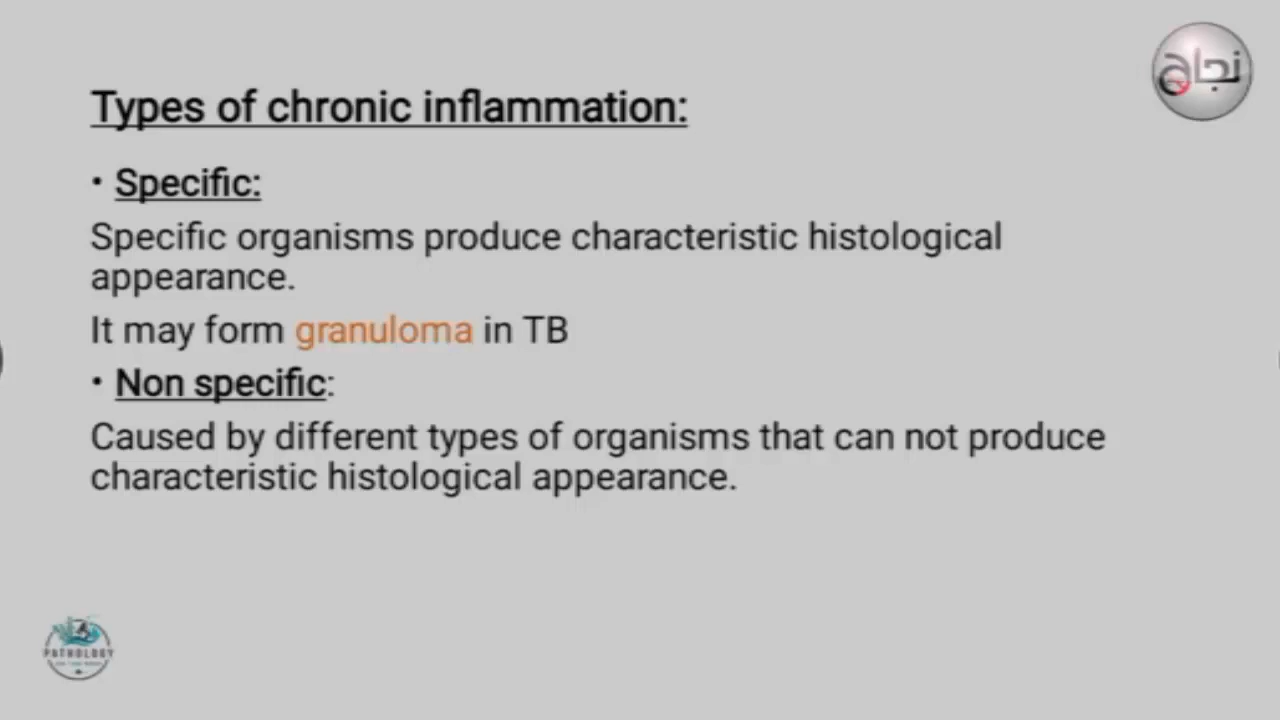 نجاح
Types of chronic inflammation:
• Specific:
Specific organisms produce characteristic histological
appearance.
It may form granuloma in TB
• Non specific:
Caused by different types of organisms that can not produce
characteristic histological appearance.
PATHOLOGY